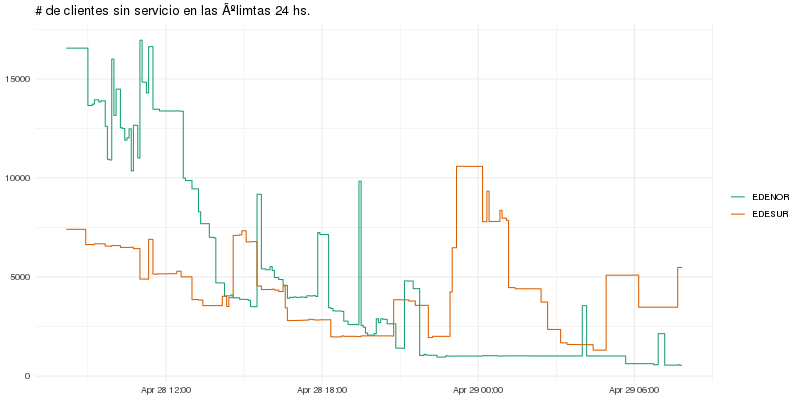 # de clientes sin servicio en las Ãºlimtas 24 hs.
15000
10000
5000
0
Apr 28 12:00
Apr 28 18:00
Apr 29 00:00
Apr 29 06:00
EDENOR
EDESUR